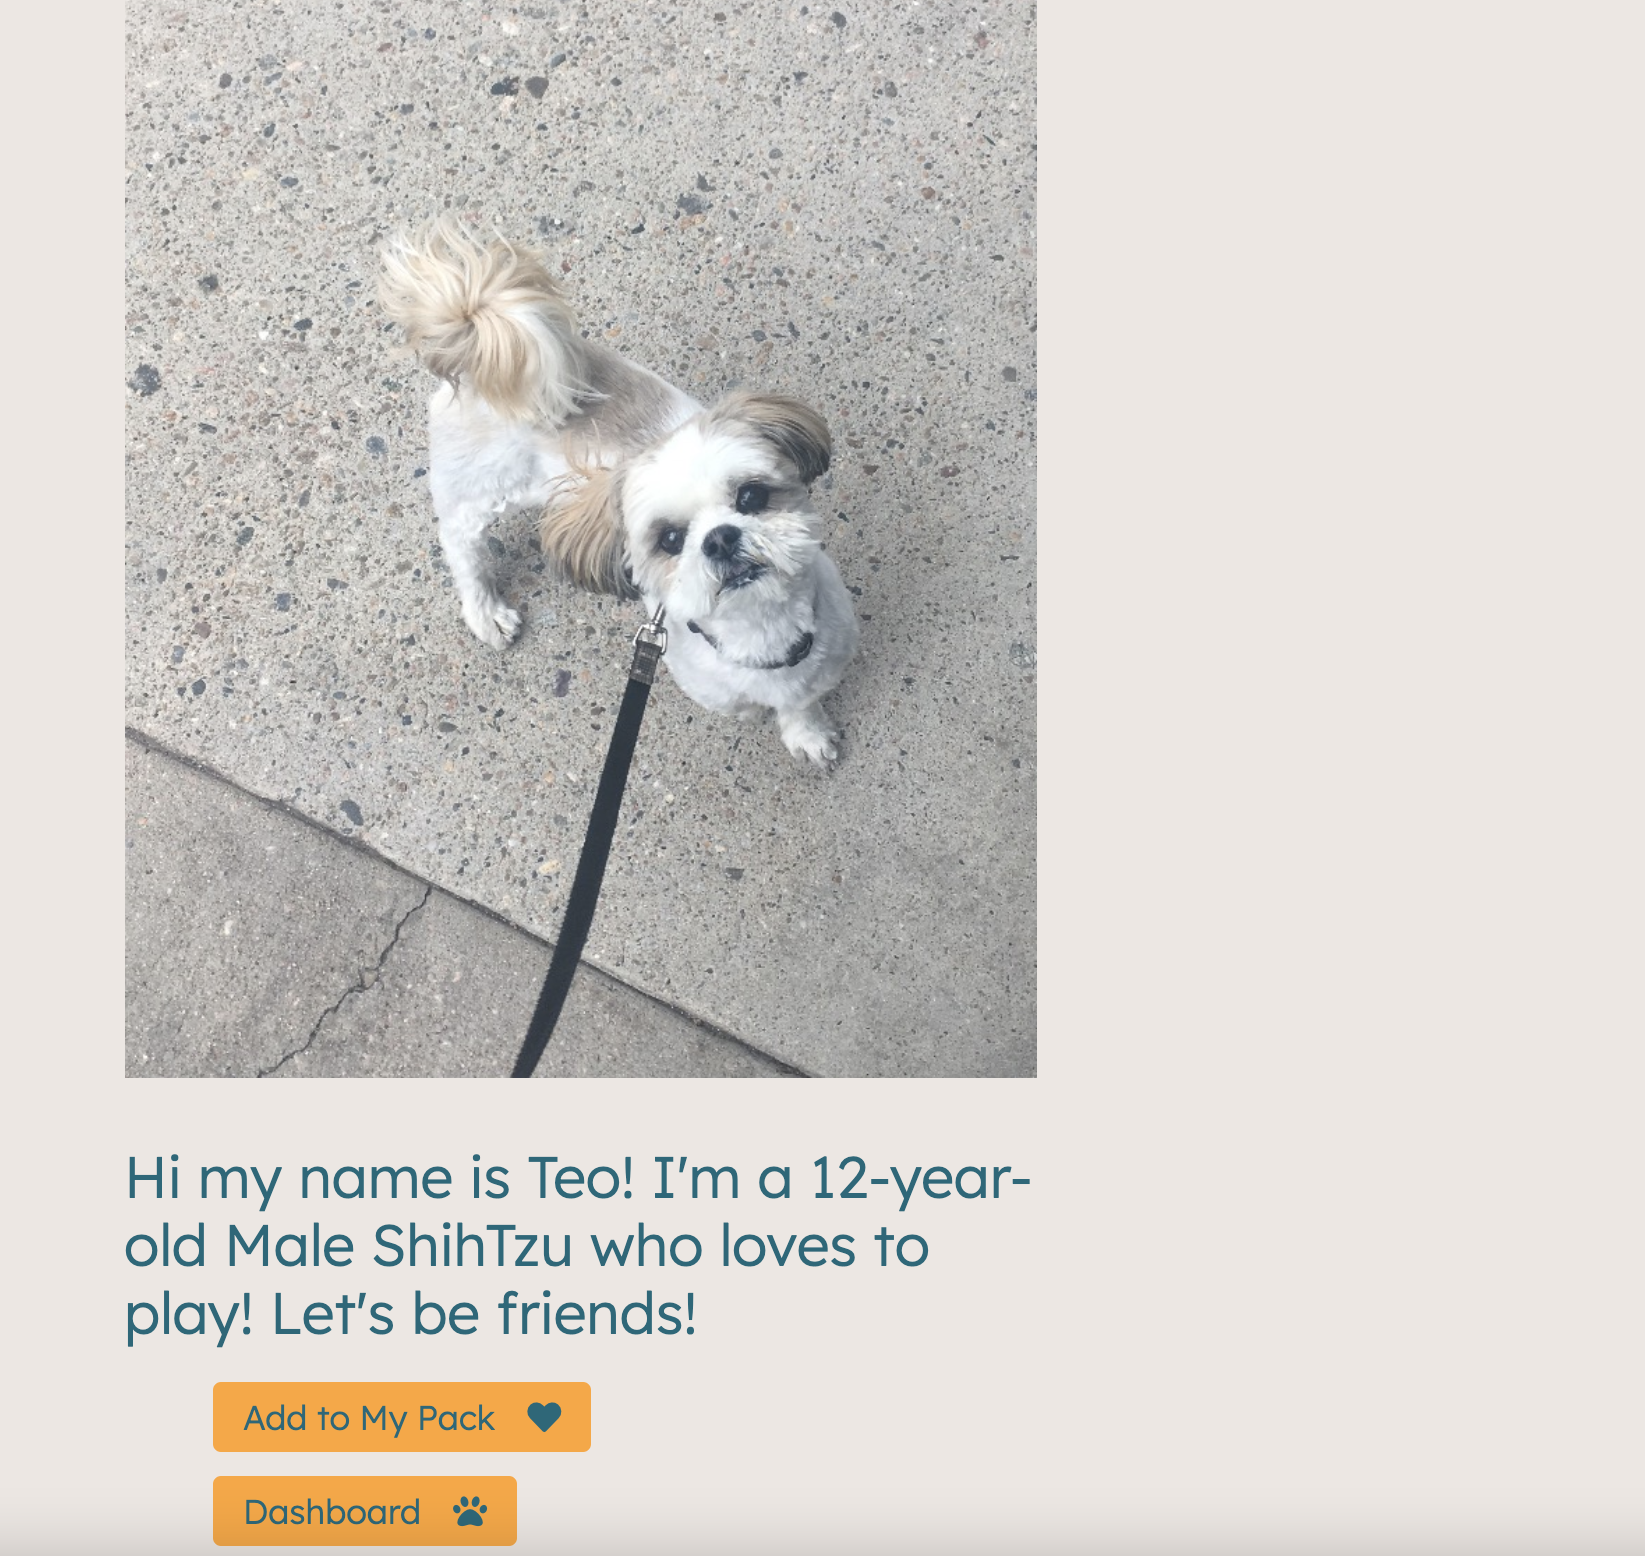 Hi my name is Teo! I'm a 12-year-
old Male ShihTzu who loves to
play! Let's be friends!
Add to My Pack
Dashboard